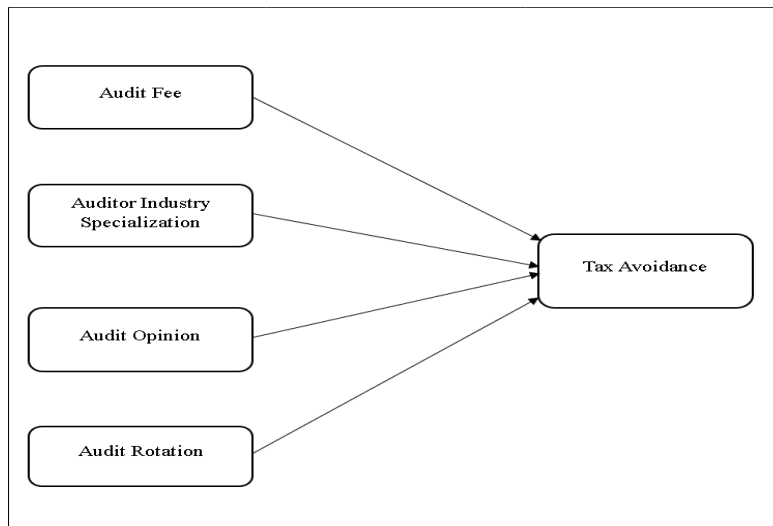 Audit Fee
Auditor Industry
Specialization
Tax Avoidance
Audit Opinion
Audit Rotation